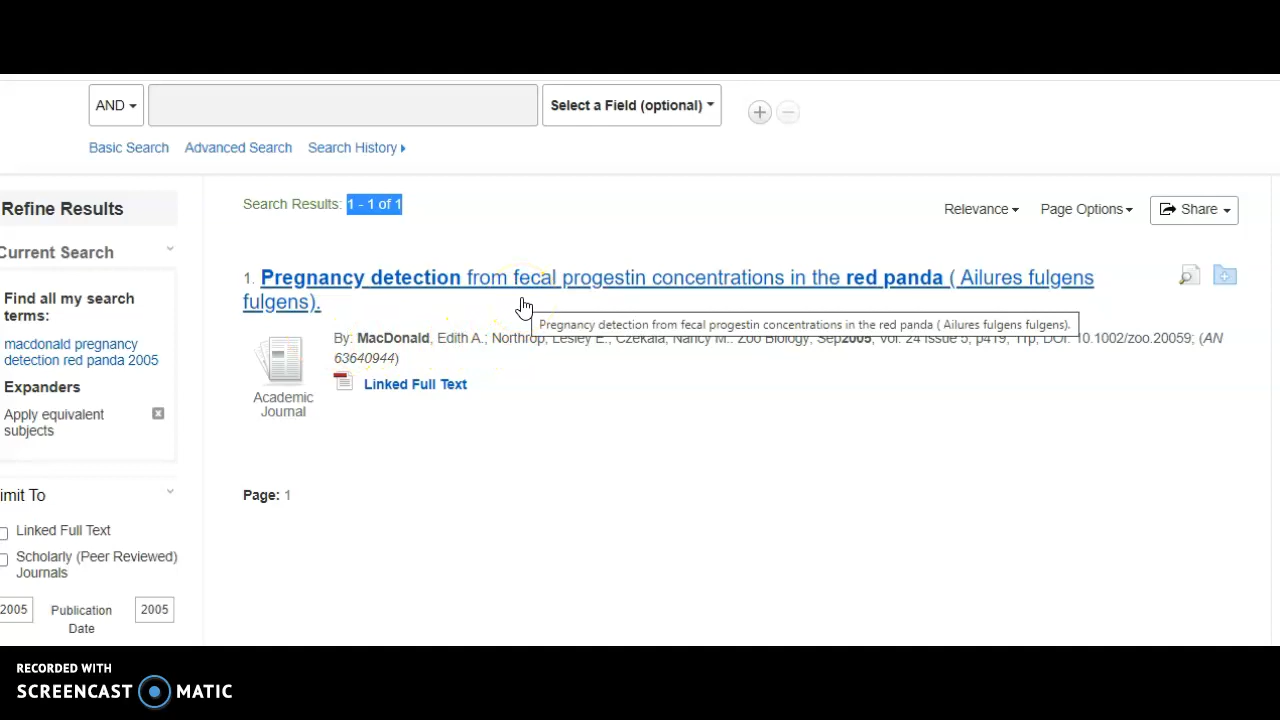 AND
Select a Field (optional)
Basic Search Advanced Search Search History
Refine Results
Current Search
Find all my search
terms:
macdonald pregnancy
detection red panda 2005
Expanders
Apply equivalent
subjects
imit To
Linked Full Text
Scholarly (Peer Reviewed)
Journals
2005 Publication 2005
Date
Search Results: 1 - 1 of 1
Relevance Page Options Share
1. Pregnancy detection from fecal progestin concentrations in the red panda ( Ailures fulgens
fulgens).
Pregnancy detection from fecal progestin concentrations in the red panda ( Ailures fulgens fulgens).
By: MacDonald, Edith A.; Northrop, Lesley E.; Czekala, Nancy M.. Zoo Biology, Sep2005, Vol. 24 Issue 5, p419, 11p, DOI: 10.1002/zoo.20059; (AN
63640944)
Linked Full Text
Academic
Journal
Page: 1
RECORDED WITH
SCREENCAST MATIC